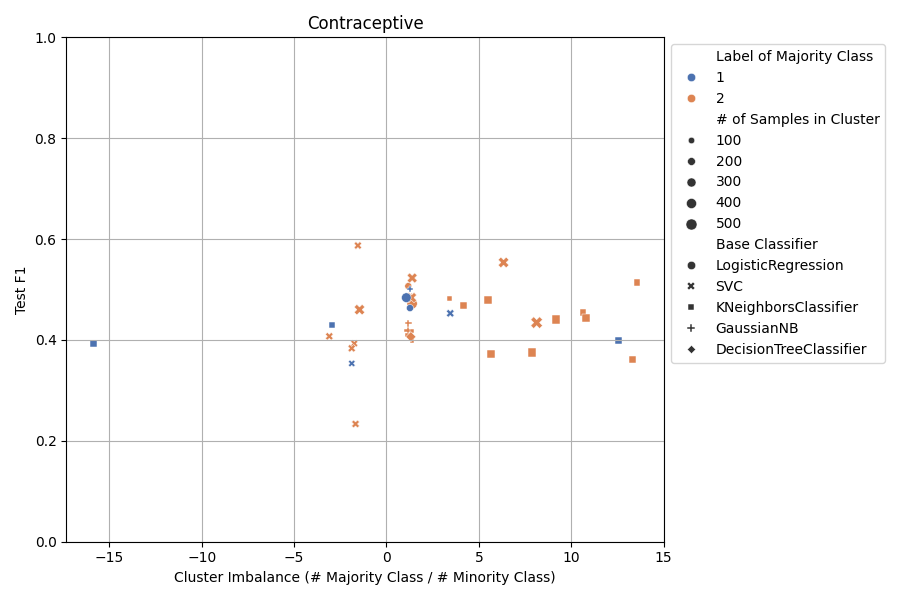 Contraceptive
Test F1
1.0
0.8
0.6
0.4
0.2
0.0
−15
−10
−5
0
5
10
15
Cluster Imbalance (# Majority Class / # Minority Class)
Label of Majority Class
1
2
# of Samples in Cluster
100
200
300
400
500
Base Classifier
LogisticRegression
SVC
KNeighborsClassifier
GaussianNB
DecisionTreeClassifier